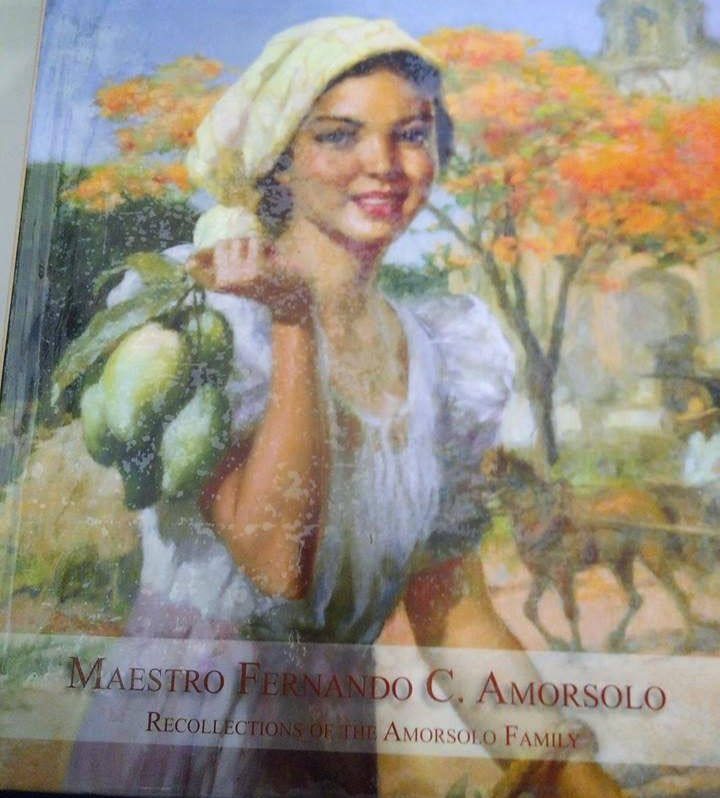 MAESTRO FERNANDO C. AMORSOLO
RECOLLECTIONS OF THE AMORSOLO FAMILY